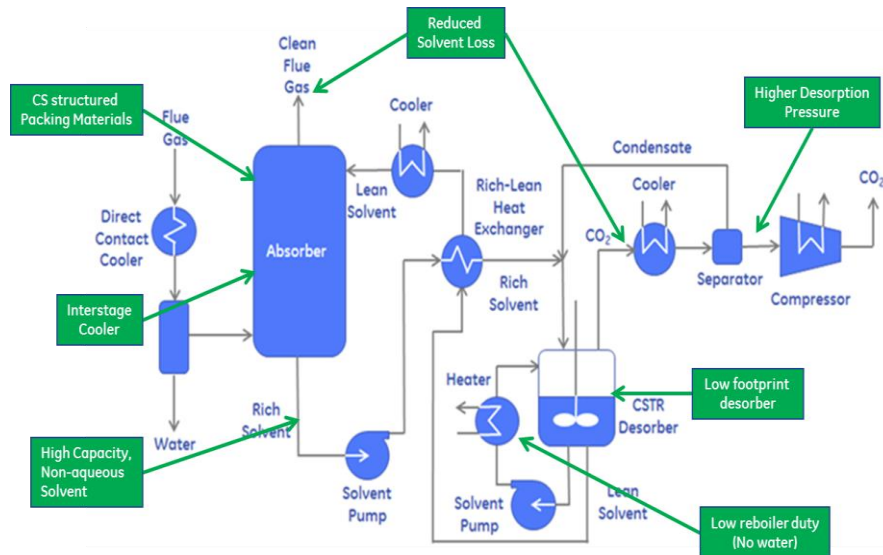 Reduced
Solvent Loss
Clean
Flue
Gas
CS structured
Packing Materials
Flue
Gas
Cooler
Higher Desorption
Pressure
Condensate
Lean
Solvent
Rich-Lean
Heat
Exchanger
Cooler
CO2
Direct
Contact
Cooler
Absorber
CO2
Rich
Solvent
Separator
Compressor
Interstage
Cooler
Heater
Low footprint
desorber
CSTR
Desorber
Rich
Solvent
Water
High Capacity,
Non-aqueous
Solvent
Solvent
Pump
Solvent
Pump
Lean
Solvent
Low reboiler duty
(No water)